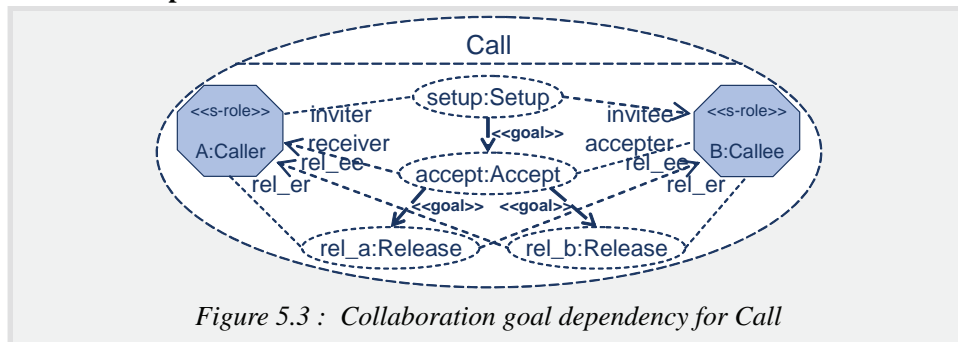 Call
setup:Setup
<<s-role>>
A:Caller
<<s-role>>
B:Callee
inviter
invitee
<<goal>>
receiver
accepter
rel_ee
rel_ee
accept:Accept
rel_er
rel_er
<<goal>>
<<goal>>
rel_a:Release
rel_b:Release
Figure 5.3 : Collaboration goal dependency for Call